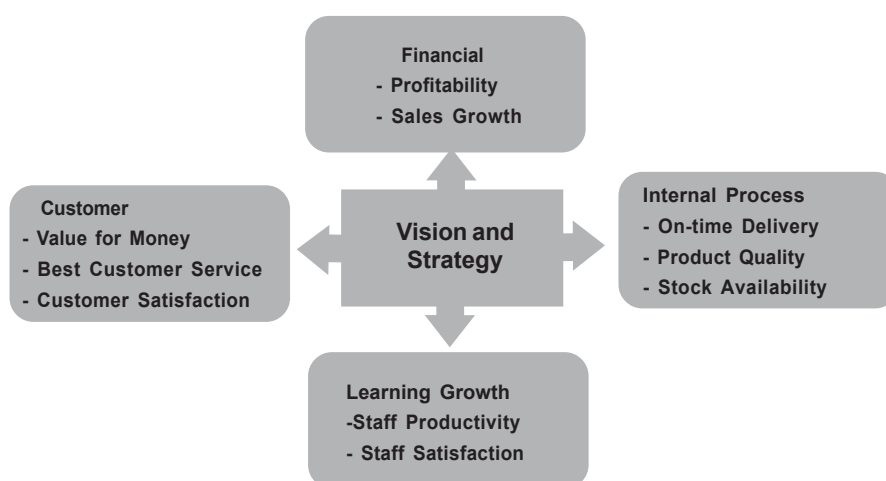 Financial
- Profitability
- Sales Growth
Customer
- Value for Money
- Best Customer Service
- Customer Satisfaction
Vision and
Strategy
Internal Process
- On-time Delivery
- Product Quality
- Stock Availability
Learning Growth
-Staff Productivity
- Staff Satisfaction